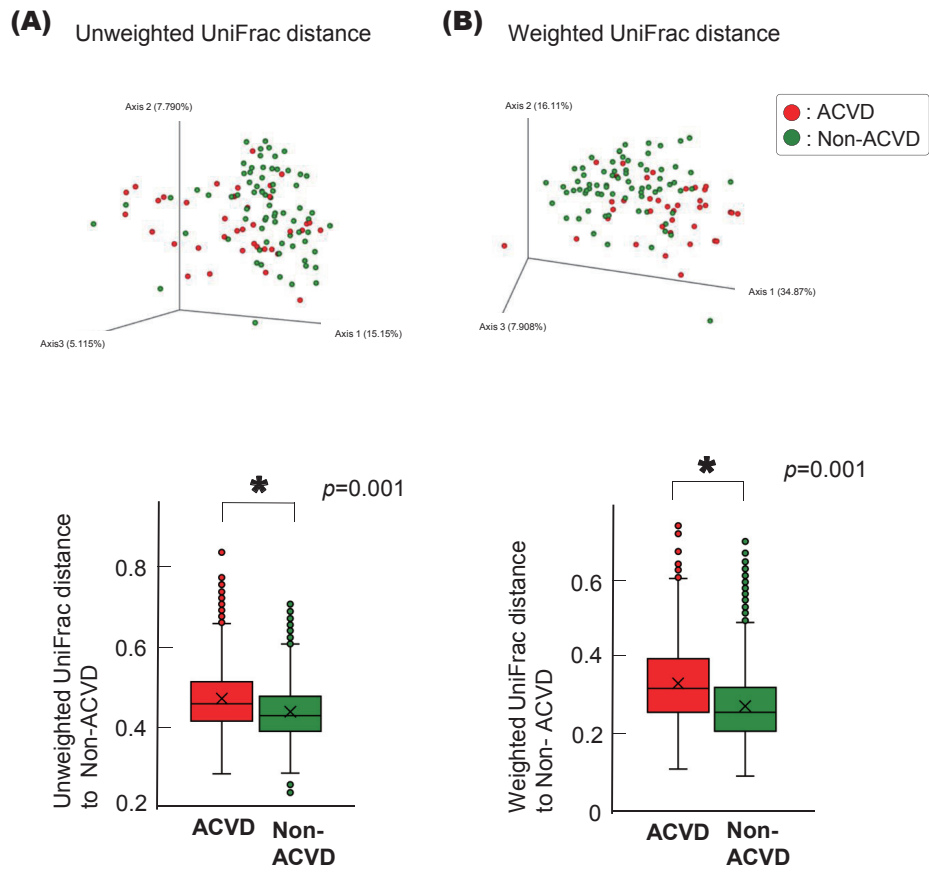 (A) Unweighted UniFrac distance
Axis 2 (7.790%)
Axis3 (5.115%)
Axis 1 (15.15%)
(B) Weighted UniFrac distance
Axis 2 (16.11%)
Axis 1 (34.87%)
Axis 3 (7.908%)
: ACVD
: Non-ACVD
* p=0.001
Unweighted UniFrac distance
to Non-ACVD
0.8
0.6
0.4
0.2
ACVD
Non-
ACVD
* p=0.001
Weighted UniFrac distance
to Non- ACVD
0.6
0.4
0.2
0
ACVD
Non-
ACVD